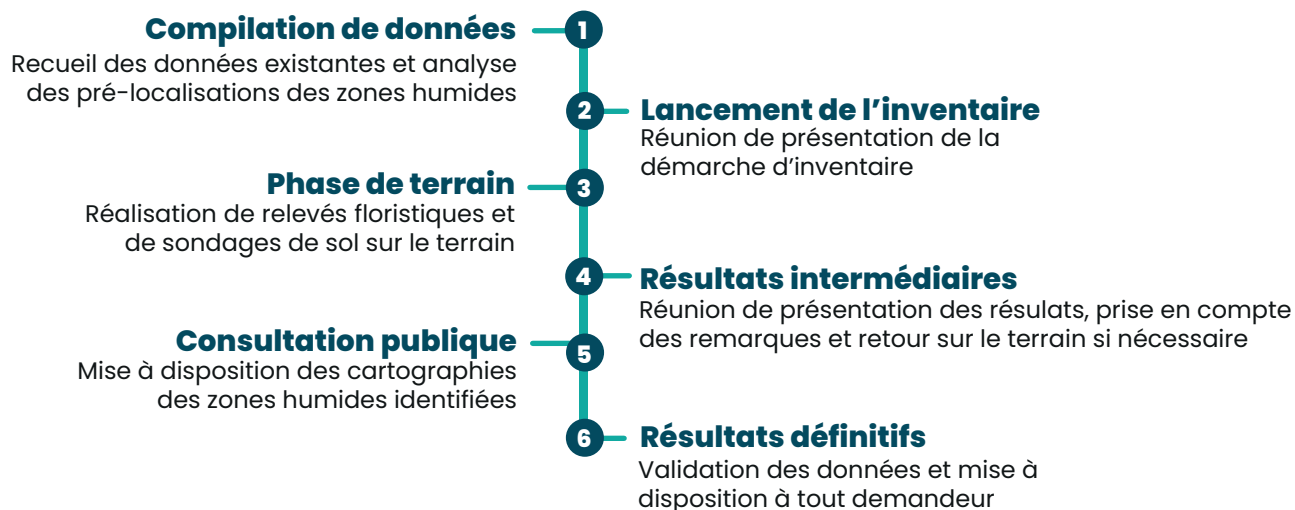 Compilation de données
1
Recueil des données existantes et analyse
des pré-localisations des zones humides
2
Lancement de l’inventaire
Réunion de présentation de la
démarche d’inventaire
Phase de terrain
3
Réalisation de relevés floristiques et
de sondages de sol sur le terrain
4
Résultats intermédiaires
Réunion de présentation des résulats, prise en compte
des remarques et retour sur le terrain si nécessaire
Consultation publique
5
Mise à disposition des cartographies
des zones humides identifiées
6
Résultats définitifs
Validation des données et mise à
disposition à tout demandeur